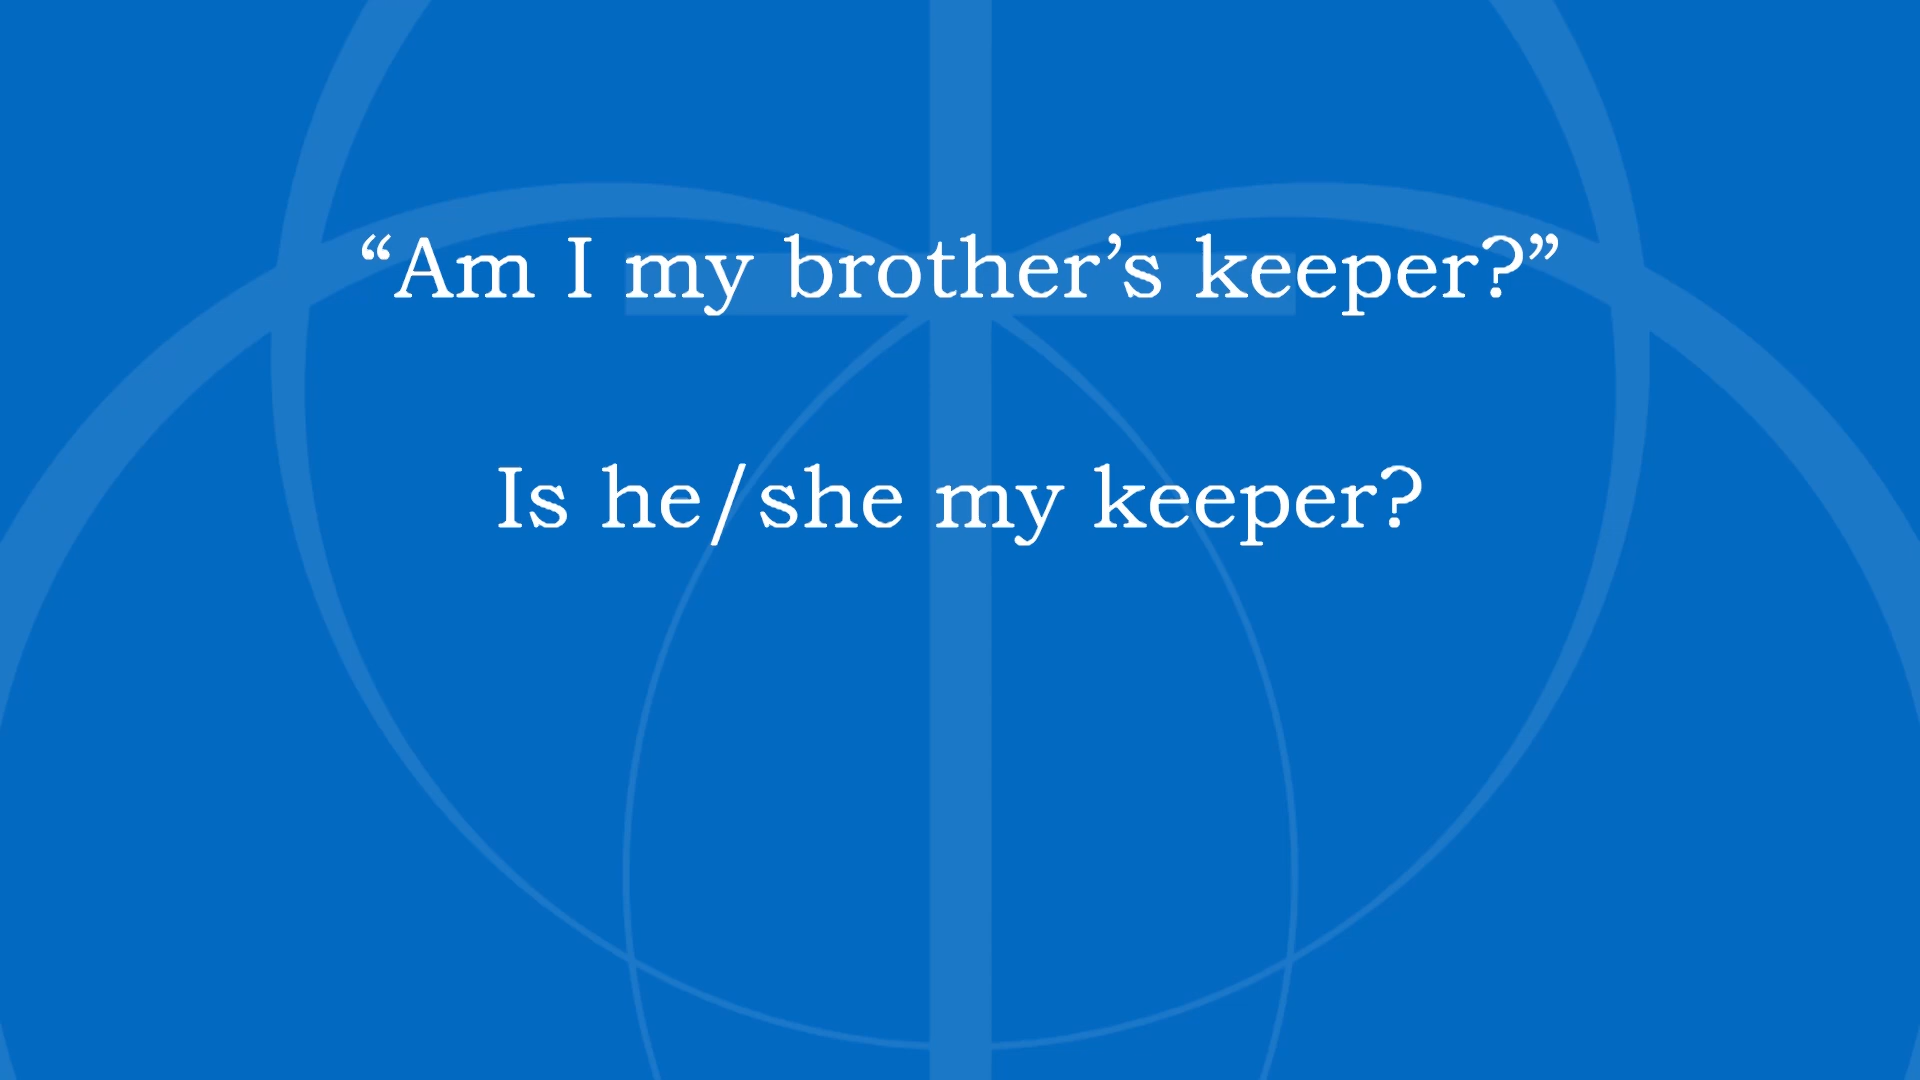 “Am I my brother’s keeper?”
Is he/she my keeper?